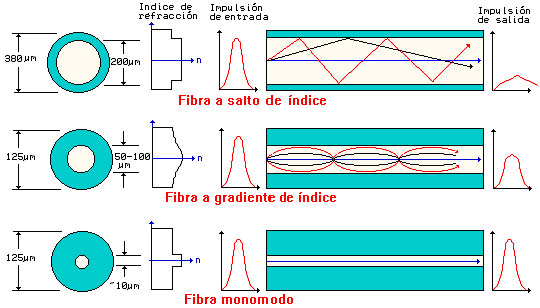 Indice de
refracción
Impulsión
de entrada
Impulsión
de salida
380µm
200µm
n
Fibra a salto de índice
125µm
50-100
µm
n
Fibra a gradiente de índice
125µm
~10µm
n
Fibra monomodo